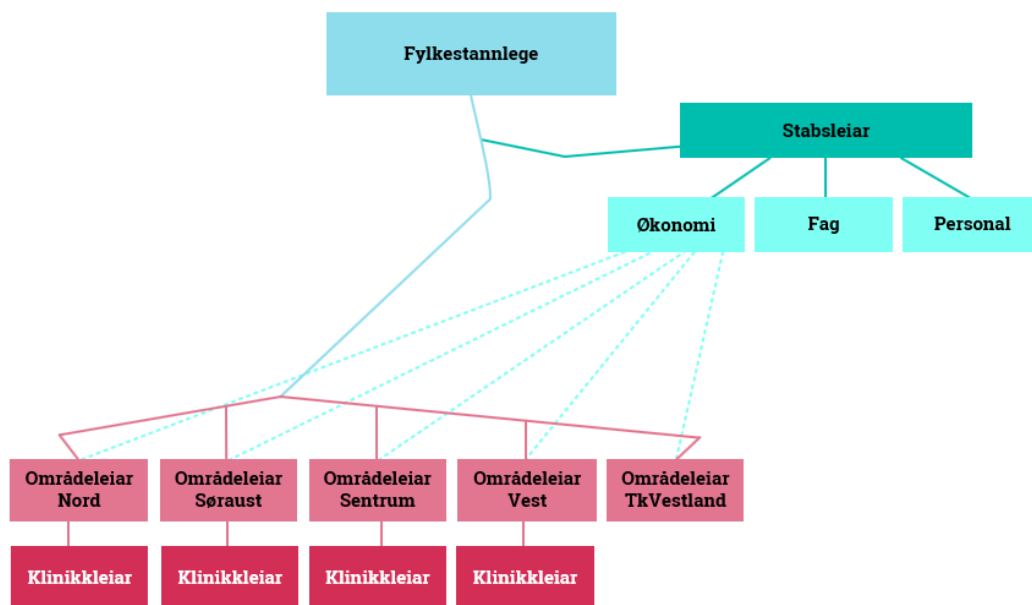 Fylkestannlege
Stabsleiar
Økonomi
Fag
Personal
Områdeleiar
Nord
Områdeleiar
Søraust
Områdeleiar
Sentrum
Områdeleiar
Vest
Områdeleiar
TkVestland
Klinikkleiar
Klinikkleiar
Klinikkleiar
Klinikkleiar